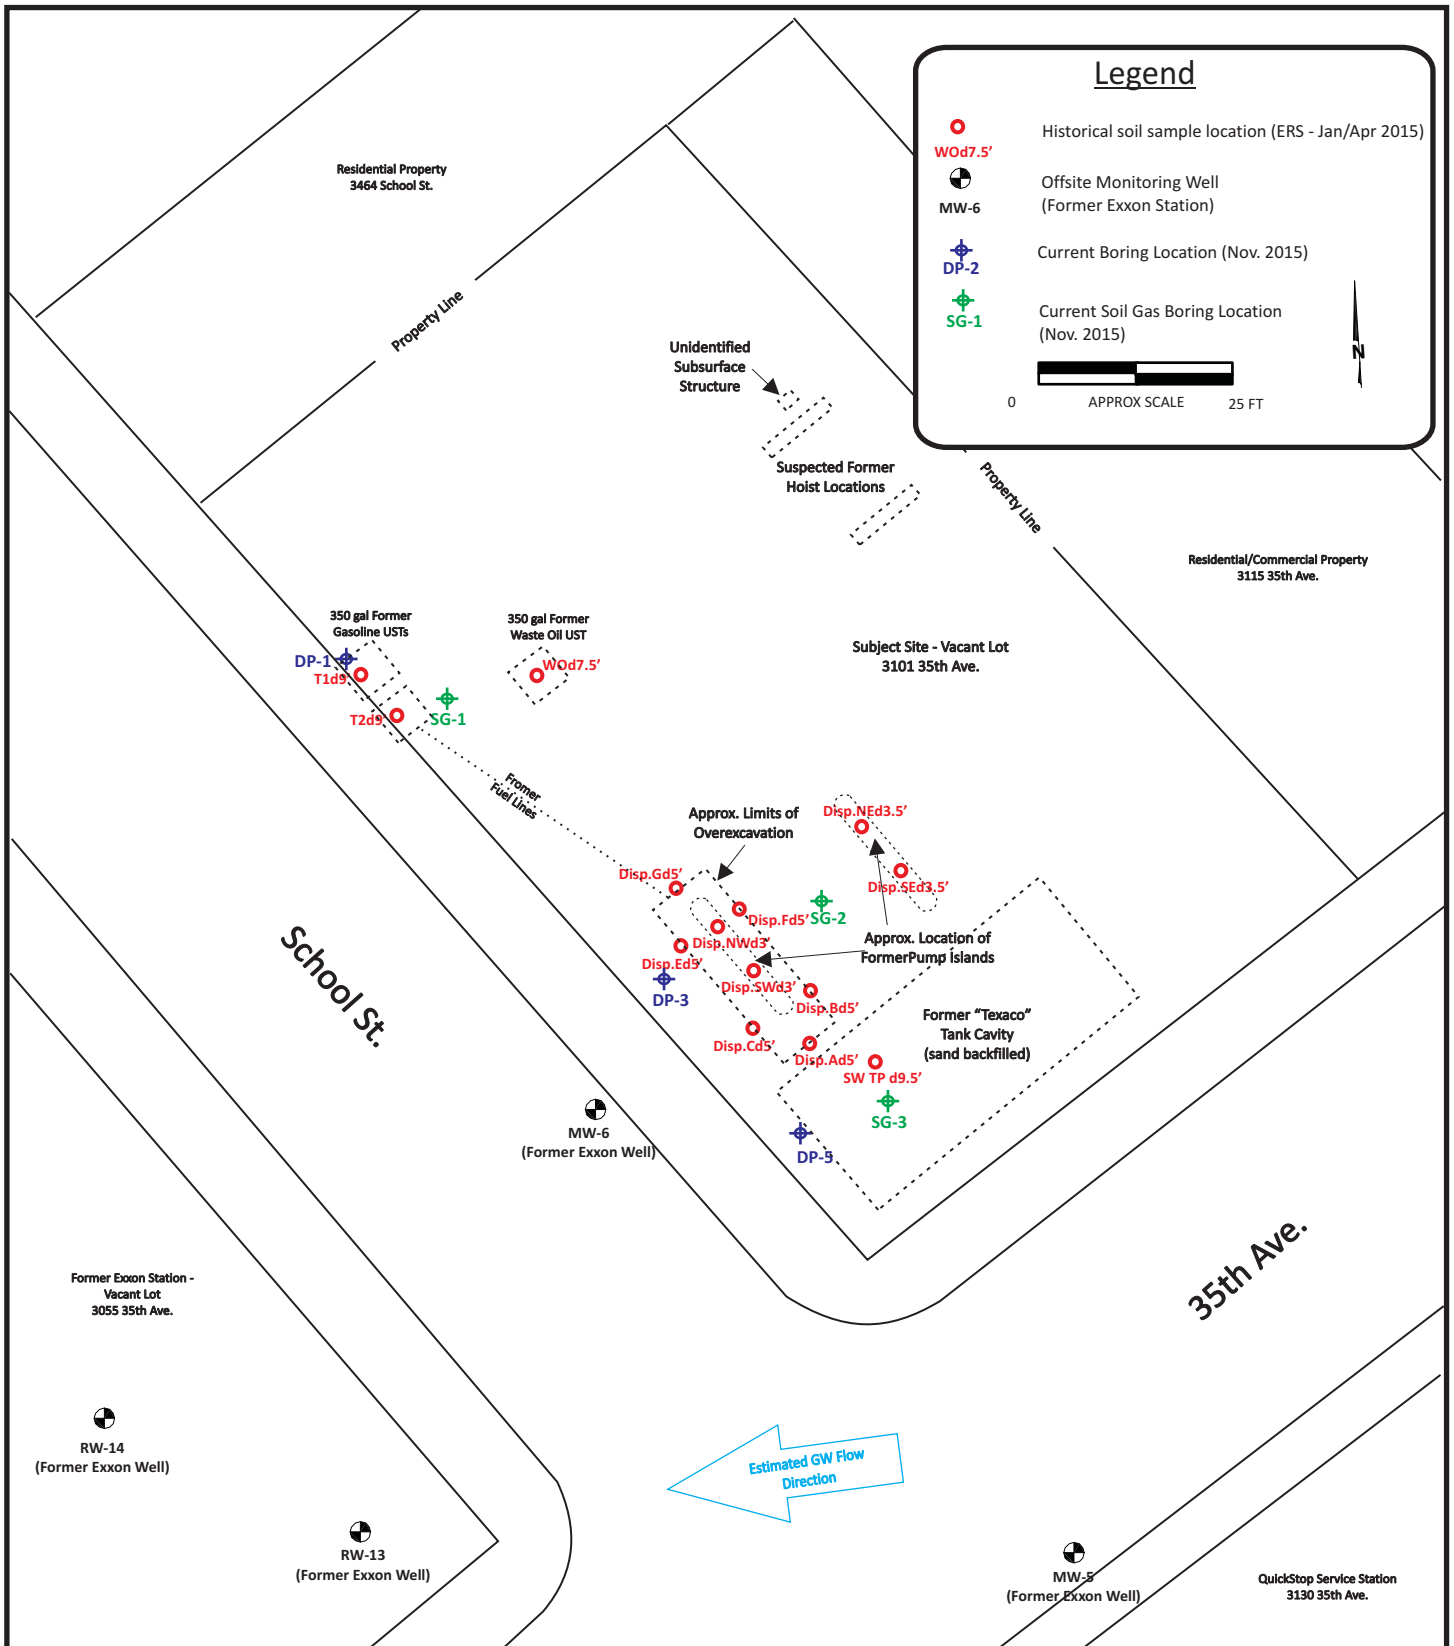 Legend
Historical soil sample location (ERS - Jan/Apr 2015)
WOd7.5'
Offsite Monitoring Well
(Former Exxon Station)
MW-6
Current Boring Location (Nov. 2015)
DP-2
Current Soil Gas Boring Location
(Nov. 2015)
SG-1
N
0
APPROX SCALE
25 FT
Residential Property
3464 School St.
Property Line
Unidentified
Subsurface
Structure
Suspected Former
Hoist Locations
Property Line
Residential/Commercial Property
3115 35th Ave.
350 gal Former
Gasoline USTs
350 gal Former
Waste Oil UST
Subject Site - Vacant Lot
3101 35th Ave.
DP-1
T1d9'
WOd7.5'
T2d9'
SG-1
Fromer
Fuel Lines
Approx. Limits of
Overexcavation
Disp.NEd3.5'
Disp.Gd5'
Disp.SEd3.5'
Disp.Fd5'
SG-2
Disp.NWd3'
Approx. Location of
FormerPump Islands
Disp.Ed5'
Disp.SWd3'
DP-3
Disp.Bd5'
Former “Texaco”
Tank Cavity
(sand backfilled)
Disp.Cd5'
Disp.Ad5'
SW TP d9.5'
SG-3
School St.
MW-6
(Former Exxon Well)
DP-5
35th Ave.
Former Exxon Station -
Vacant Lot
3055 35th Ave.
RW-14
(Former Exxon Well)
Estimated GW Flow
Direction
RW-13
(Former Exxon Well)
MW-5
(Former Exxon Well)
QuickStop Service Station
3130 35th Ave.